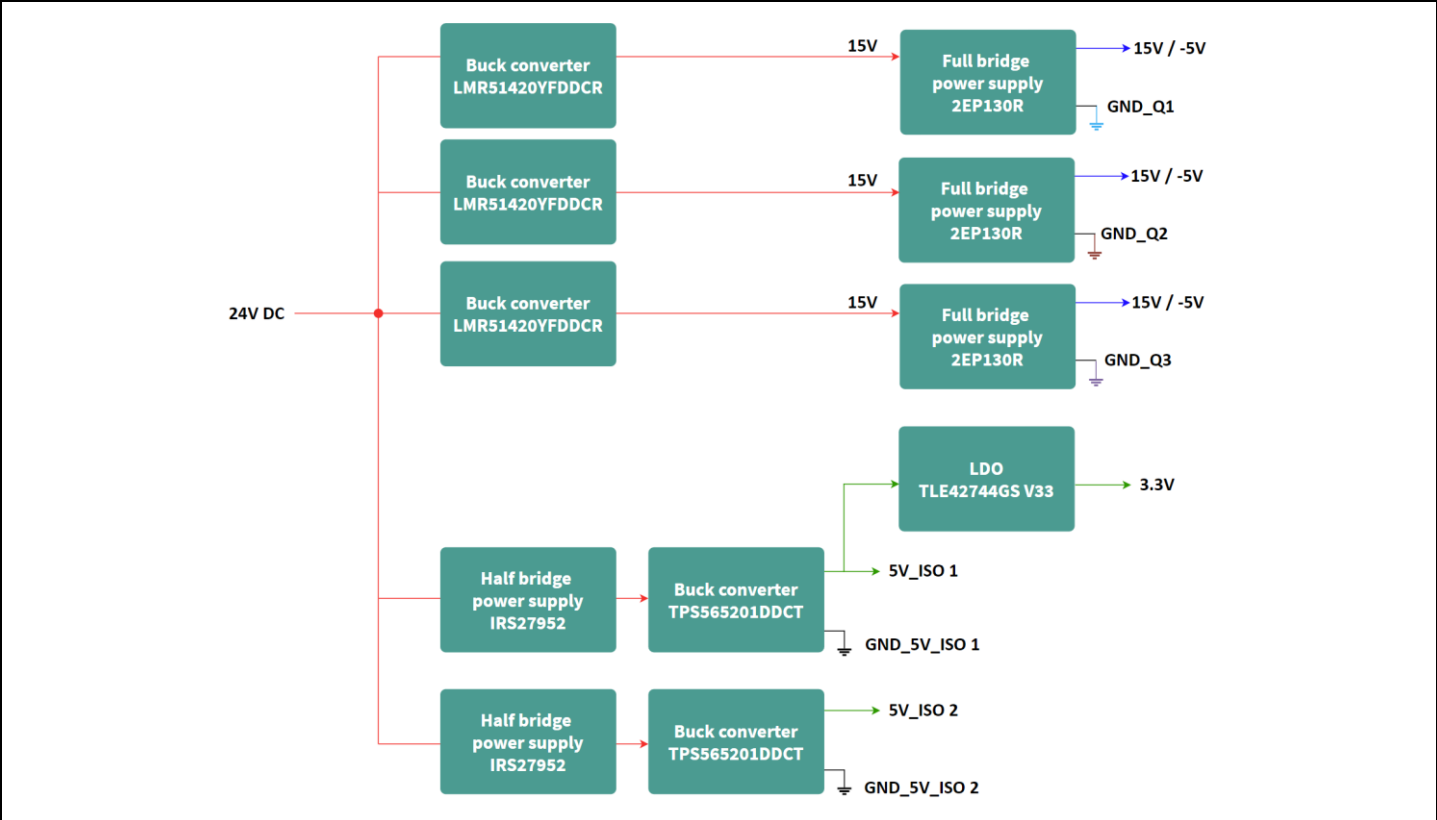 Buck converter
LMR51420YFDDCR
15V
Full bridge
power supply
2EP130R
15V / -5V
GND_Q1
Buck converter
LMR51420YFDDCR
15V
Full bridge
power supply
2EP130R
15V / -5V
GND_Q2
24V DC
Buck converter
LMR51420YFDDCR
15V
Full bridge
power supply
2EP130R
15V / -5V
GND_Q3
LDO
TLE42744GS V33
3.3V
Half bridge
power supply
IRS27952
Buck converter
TPS565201DDCT
5V_ISO 1
GND_5V_ISO 1
Half bridge
power supply
IRS27952
Buck converter
TPS565201DDCT
5V_ISO 2
GND_5V_ISO 2